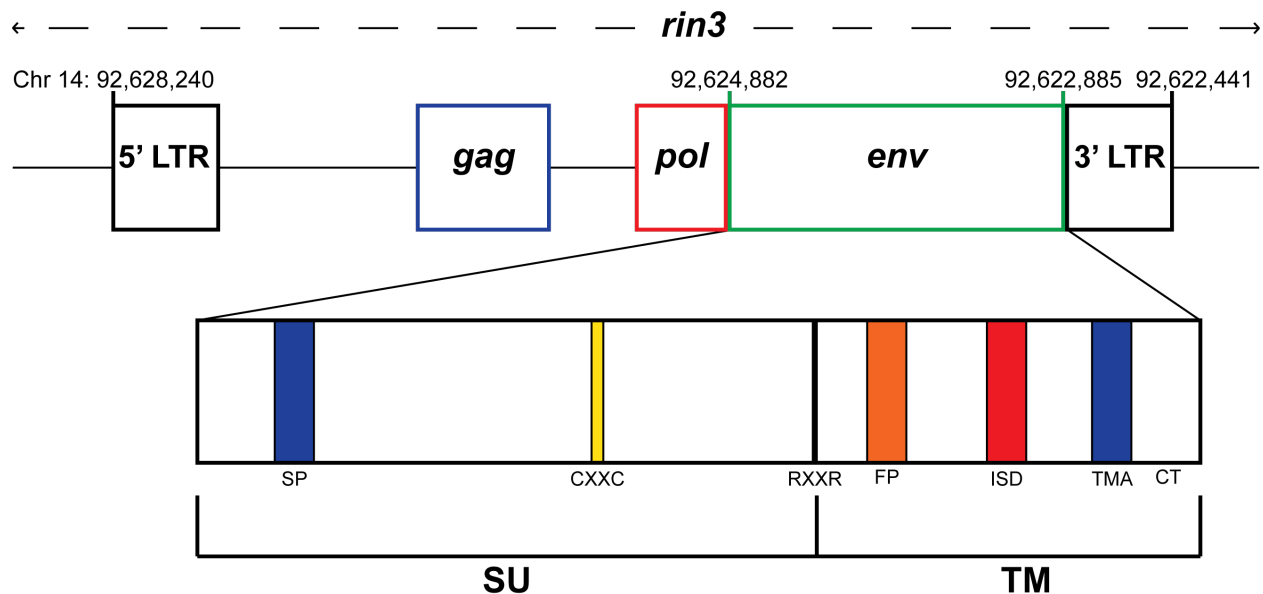 rin3
Chr 14: 92,628,240 92,624,882 92,622,885 92,622,441
5’ LTR gag pol env 3’ LTR
SP CXXC RXXR FP ISD TMA CT
SU TM